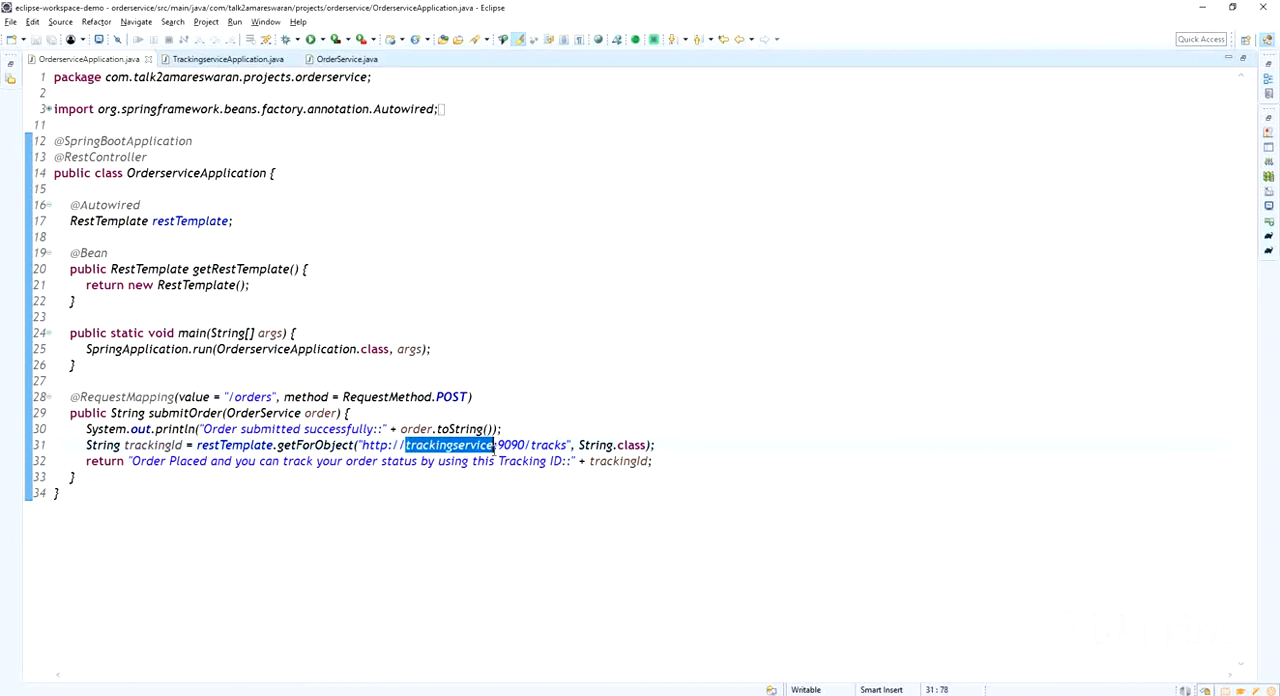 eclipse-workspace-demo - orderservice/src/main/java/com/talk2amareswaran/projects/orderservice/OrderserviceApplication.java - Eclipse
File Edit Source Refactor Navigate Search Project Run Window Help
Quick Access
OrderserviceApplication.java TrackingserviceApplication.java OrderService.java
1 package com.talk2amareswaran.projects.orderservice;
2
3 import org.springframework.beans.factory.annotation.Autowired;
11
12 @SpringBootApplication
13 @RestController
14 public class OrderserviceApplication {
15
16 @Autowired
17 RestTemplate restTemplate;
18
19 @Bean
20 public RestTemplate getRestTemplate() {
21 return new RestTemplate();
22 }
23
24 public static void main(String[] args) {
25 SpringApplication.run(OrderserviceApplication.class, args);
26 }
27
28 @RequestMapping(value = "/orders", method = RequestMethod.POST)
29 public String submitOrder(OrderService order) {
30 System.out.println("Order submitted successfully::" + order.toString());
31 String trackingId = restTemplate.getForObject("http://trackingservice:9090/tracks", String.class);
32 return "Order Placed and you can track your order status by using this Tracking ID::" + trackingId;
33 }
34 }
Writable Smart Insert 31 : 78